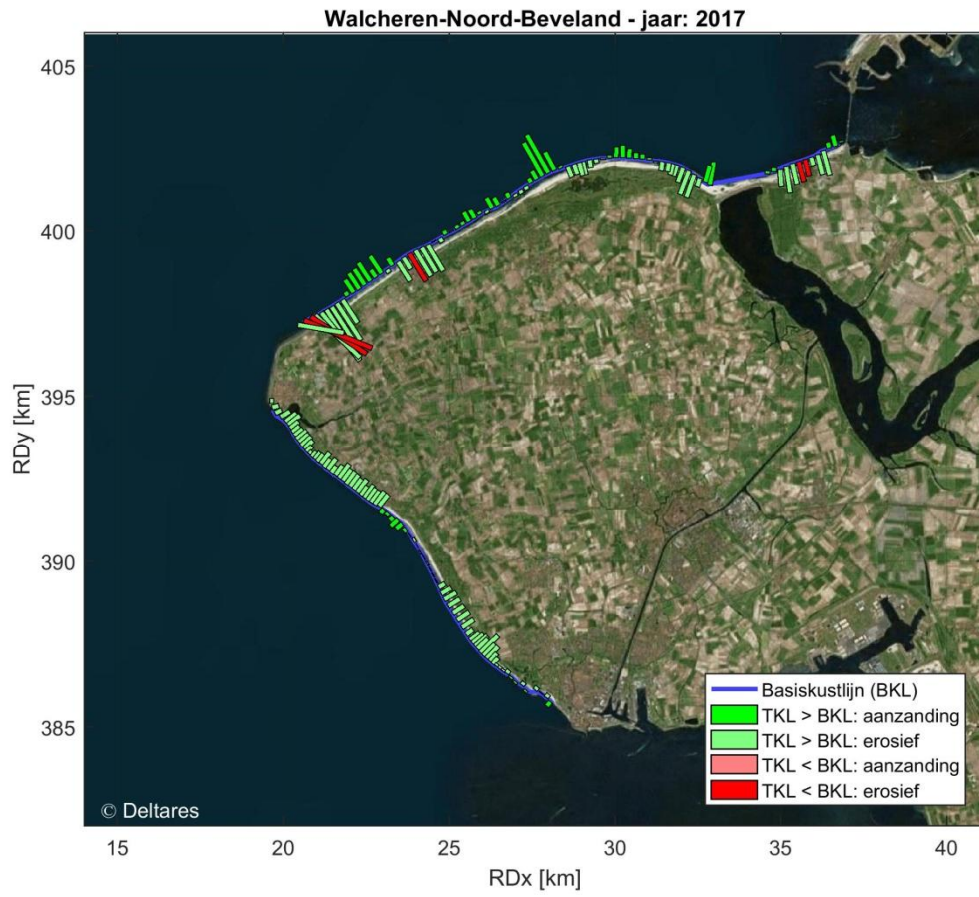 Walcheren-Noord-Beveland - jaar: 2017
405
400
395
390
385
RDy [km]
Basiskustlijn (BKL)
TKL > BKL: aanzanding
TKL > BKL: erosief
TKL < BKL: aanzanding
TKL < BKL: erosief
© Deltares
15 20 25 30 35 40
RDx [km]